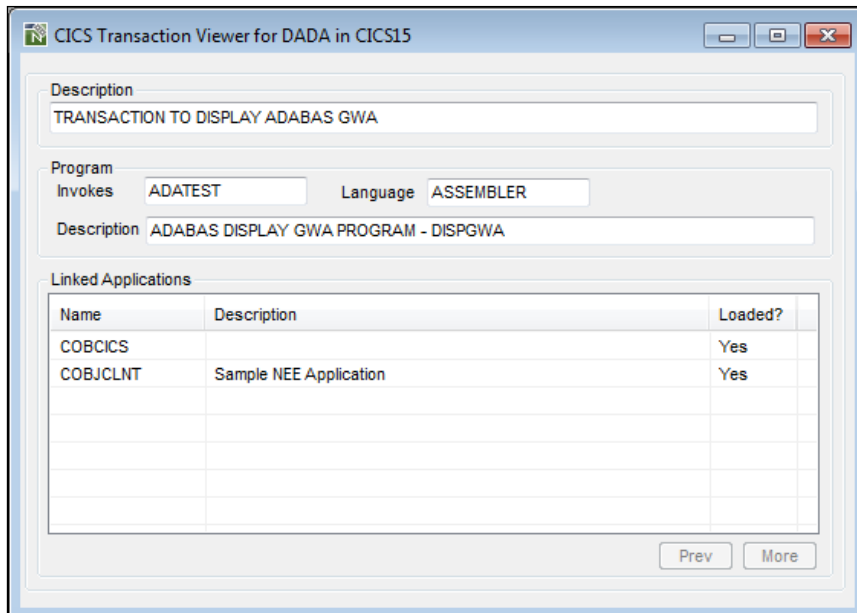 CICS Transaction Viewer for DADA in CICS15
Description
TRANSACTION TO DISPLAY ADABAS GWA
Program
Invokes ADATEST Language ASSEMBLER
Description ADABAS DISPLAY GWA PROGRAM - DISPGWA
Linked Applications
Name Description Loaded?
COBCICS Yes
COBJCLNT Sample NEE Application Yes
Prev More